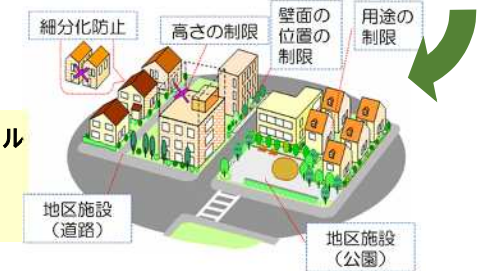 細分化防止
高さの制限
壁面の
位置の
制限
用途の
制限
ル
地区施設
（道路）
地区施設
（公園）